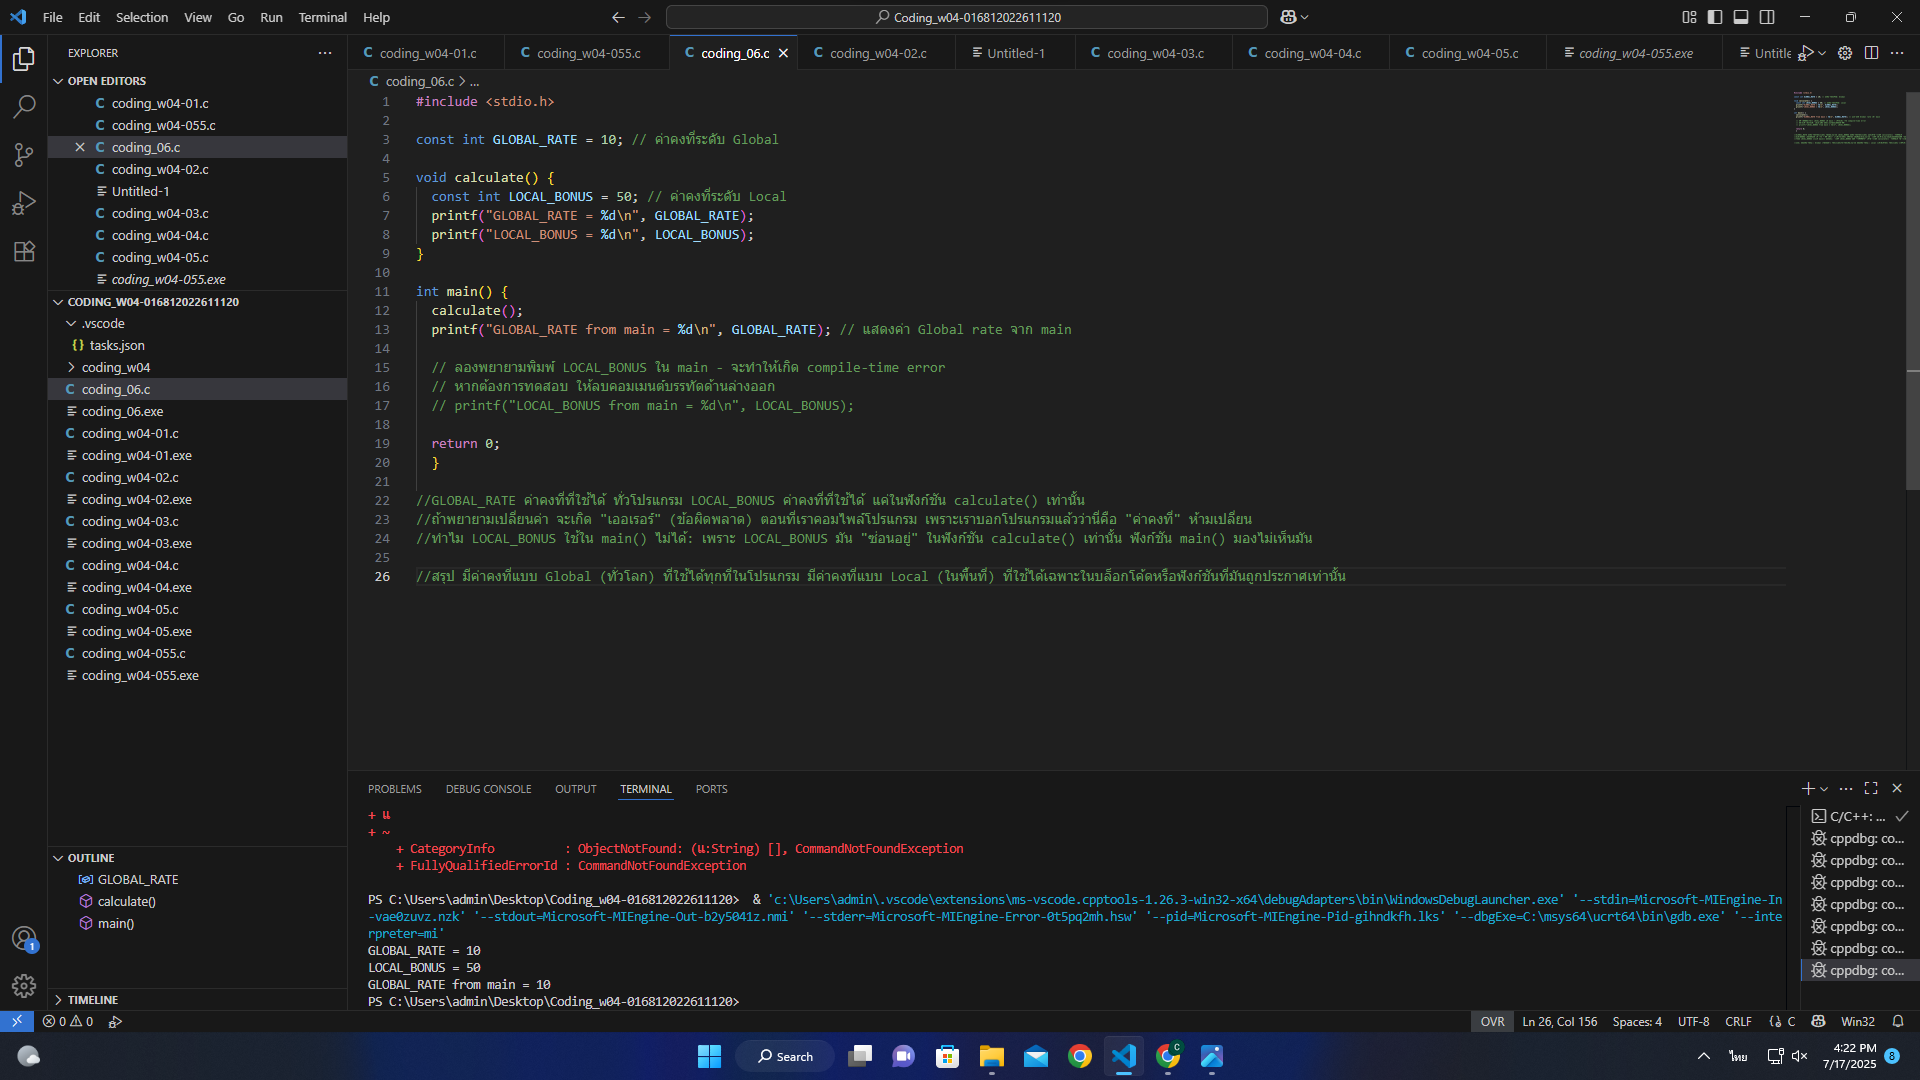 File Edit Selection View Go Run Terminal Help
Coding_w04-016812022611120
EXPLORER
OPEN EDITORS
coding_w04-01.c
coding_w04-055.c
coding_06.c
coding_w04-02.c
Untitled-1
coding_w04-03.c
coding_w04-04.c
coding_w04-05.c
coding_w04-055.exe
CODING_W04-016812022611120
.vscode
tasks.json
coding_w04
coding_06.c
coding_06.exe
coding_w04-01.c
coding_w04-01.exe
coding_w04-02.c
coding_w04-02.exe
coding_w04-03.c
coding_w04-03.exe
coding_w04-04.c
coding_w04-04.exe
coding_w04-05.c
coding_w04-05.exe
coding_w04-055.c
coding_w04-055.exe
OUTLINE
GLOBAL_RATE
calculate()
main()
TIMELINE
coding_w04-01.c coding_w04-055.c coding_06.c coding_w04-02.c Untitled-1 coding_w04-03.c coding_w04-04.c coding_w04-05.c coding_w04-055.exe Untitle
coding_06.c > ...
1 #include <stdio.h>
2
3 const int GLOBAL_RATE = 10; // ค่าคงที่ระดับ Global
4
5 void calculate() {
6 const int LOCAL_BONUS = 50; // ค่าคงที่ระดับ Local
7 printf("GLOBAL_RATE = %d\n", GLOBAL_RATE);
8 printf("LOCAL_BONUS = %d\n", LOCAL_BONUS);
9 }
10
11 int main() {
12 calculate();
13 printf("GLOBAL_RATE from main = %d\n", GLOBAL_RATE); // แสดงค่า Global rate จาก main
14
15 // ลองพยายามพิมพ์ LOCAL_BONUS ใน main - จะทำให้เกิด compile-time error
16 // หากต้องการทดสอบ ให้ลบคอมเมนต์บรรทัดด้านล่างออก
17 // printf("LOCAL_BONUS from main = %d\n", LOCAL_BONUS);
18
19 return 0;
20 }
21
22 //GLOBAL_RATE ค่าคงที่ที่ใช้ได้ ทั่วโปรแกรม LOCAL_BONUS ค่าคงที่ที่ใช้ได้ แค่ในฟังก์ชัน calculate() เท่านั้น
23 //ถ้าพยายามเปลี่ยนค่า จะเกิด "เออเรอร์" (ข้อผิดพลาด) ตอนที่เราคอมไพล์โปรแกรม เพราะเราบอกโปรแกรมแล้วว่านี่คือ "ค่าคงที่" ห้ามเปลี่ยน
24 //ทำไม LOCAL_BONUS ใช้ใน main() ไม่ได้: เพราะ LOCAL_BONUS มัน "ซ่อนอยู่" ในฟังก์ชัน calculate() เท่านั้น ฟังก์ชัน main() มองไม่เห็นมัน
25
26 //สรุป มีค่าคงที่แบบ Global (ทั่วโลก) ที่ใช้ได้ทุกที่ในโปรแกรม มีค่าคงที่แบบ Local (ในพื้นที่) ที่ใช้ได้เฉพาะในบล็อกโค้ดหรือฟังก์ชันที่มันถูกประกาศเท่านั้น
PROBLEMS DEBUG CONSOLE OUTPUT TERMINAL PORTS
+ แ
+ ~
+ CategoryInfo : ObjectNotFound: (แ:String) [], CommandNotFoundException
+ FullyQualifiedErrorId : CommandNotFoundException
PS C:\Users\admin\Desktop\Coding_w04-016812022611120> & 'c:\Users\admin\.vscode\extensions\ms-vscode.cpptools-1.26.3-win32-x64\debugAdapters\bin\WindowsDebugLauncher.exe' '--stdin=Microsoft-MIEngine-In
-vae0zuvz.nzk' '--stdout=Microsoft-MIEngine-Out-b2y5041z.nmi' '--stderr=Microsoft-MIEngine-Error-0t5pq2mh.hsw' '--pid=Microsoft-MIEngine-Pid-gihndkfh.lks' '--dbgExe=C:\msys64\ucrt64\bin\gdb.exe' '--inte
rpreter=mi'
GLOBAL_RATE = 10
LOCAL_BONUS = 50
GLOBAL_RATE from main = 10
PS C:\Users\admin\Desktop\Coding_w04-016812022611120>
C/C++: ...
cppdbg: co...
cppdbg: co...
cppdbg: co...
cppdbg: co...
cppdbg: co...
cppdbg: co...
cppdbg: co...
0 0
OVR Ln 26, Col 156 Spaces: 4 UTF-8 CRLF C Win32
Search
ไทย
4:22 PM
7/17/2025
8
1